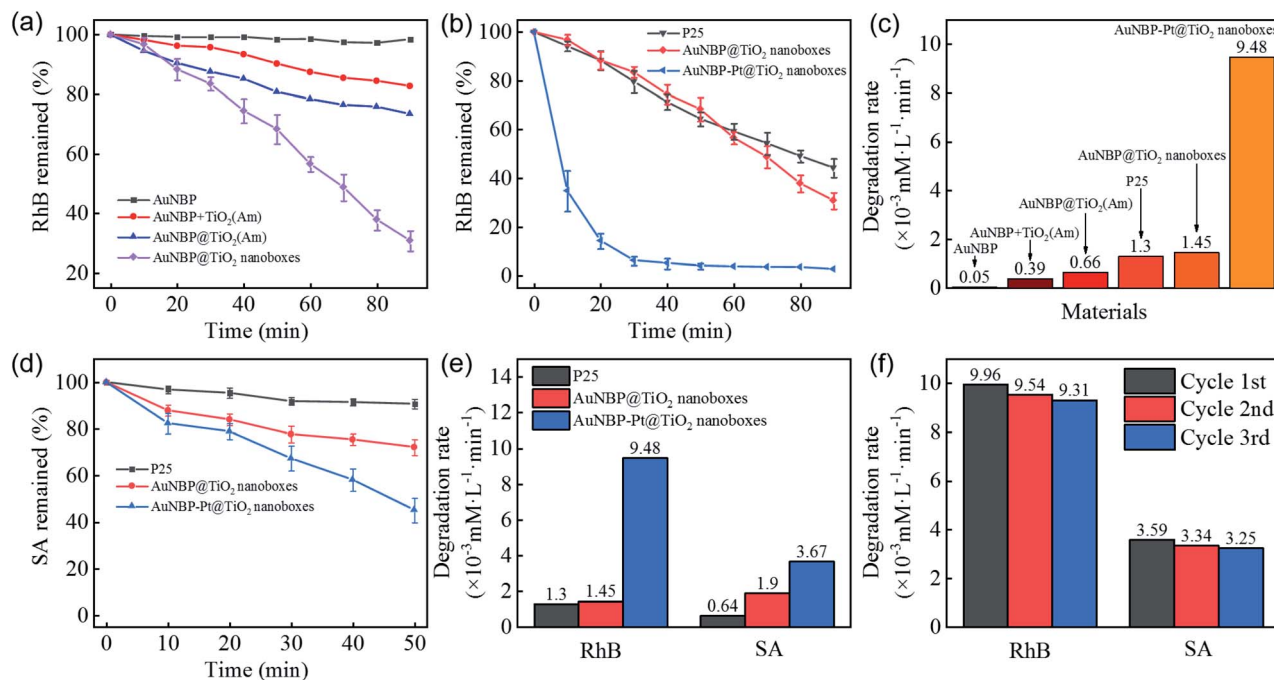 (a)
RhB remained (%)
100
80
60
40
20
AuNBP
AuNBP+TiO₂(Am)
AuNBP@TiO₂(Am)
AuNBP@TiO₂ nanoboxes
0 20 40 60 80
Time (min)
(b)
RhB remained (%)
100
80
60
40
20
0
P25
AuNBP@TiO₂ nanoboxes
AuNBP-Pt@TiO₂ nanoboxes
0 20 40 60 80
Time (min)
(c)
Degradation rate
(×10⁻³mM·L⁻¹·min⁻¹)
10
8
6
4
2
0
AuNBP-Pt@TiO₂ nanoboxes
9.48
AuNBP@TiO₂ nanoboxes
P25
AuNBP@TiO₂(Am)
AuNBP+TiO₂(Am)
AuNBP
0.05 0.39 0.66 1.3 1.45
Materials
(d)
SA remained (%)
100
80
60
40
20
0
P25
AuNBP@TiO₂ nanoboxes
AuNBP-Pt@TiO₂ nanoboxes
0 10 20 30 40 50
Time (min)
(e)
Degradation rate
(×10⁻³mM·L⁻¹·min⁻¹)
14
12
10
8
6
4
2
0
P25
AuNBP@TiO₂ nanoboxes
AuNBP-Pt@TiO₂ nanoboxes
1.3 1.45 9.48
0.64 1.9 3.67
RhB SA
(f)
Degradation rate
(×10⁻³mM·L⁻¹·min⁻¹)
10
8
6
4
2
0
9.96 9.54 9.31
3.59 3.34 3.25
Cycle 1st
Cycle 2nd
Cycle 3rd
RhB SA